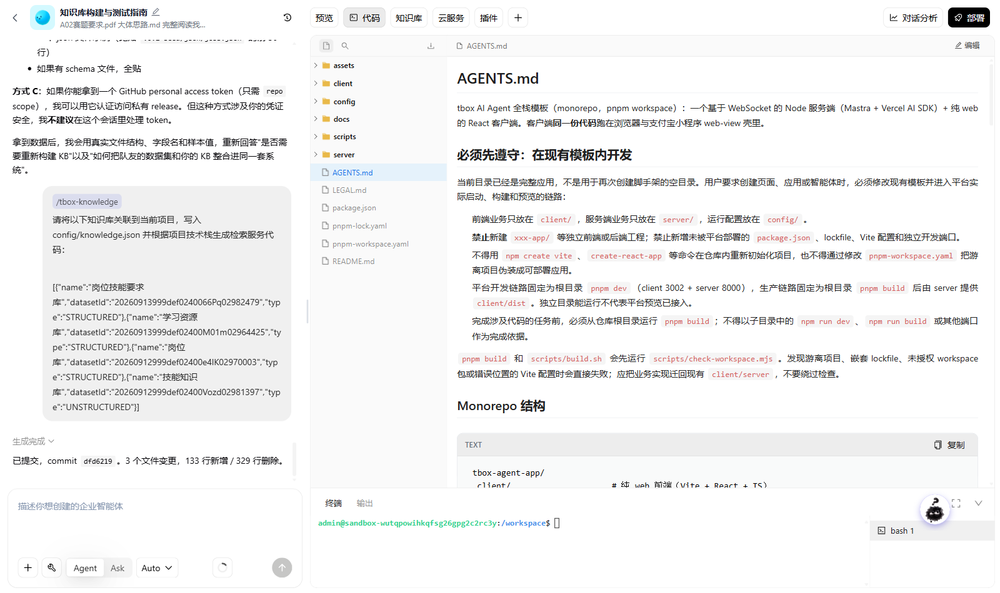 知识库构建与测试指南
A02赛题要求.pdf 大体思路.md 完整阅读我...
行）
如果有 schema 文件，全贴
方式 C：如果你能拿到一个 GitHub personal access token（只需 repo
scope），我可以用它认证访问私有 release。但这种方式涉及你的凭证
安全，我不建议在这个会话里处理 token。
拿到数据后，我会用真实文件结构、字段名和样本值，重新回答"是否需
要重新构建 KB"以及"如何把队友的数据集和你的 KB 整合进同一套系
统"。
/tbox-knowledge
请将以下知识库关联到当前项目，写入
config/knowledge.json 并根据项目技术栈生成检索服务代
码：
[{"name":"岗位技能要求
库","datasetId":"20260913999def0240066Pq02982479","typ
e":"STRUCTURED"},{"name":"学习资源
库","datasetId":"20260913999def02400M01m02964425","ty
pe":"STRUCTURED"},{"name":"岗位
库","datasetId":"20260912999def02400e4lK02970003","typ
e":"STRUCTURED"},{"name":"技能知识
库","datasetId":"20260912999def02400Vozd02981397","typ
e":"UNSTRUCTURED"}]
生成完成
已提交，commit dfd6219 。3 个文件变更，133 行新增 / 329 行删除。
描述你想创建的企业智能体
Agent Ask Auto
预览 代码 知识库 云服务 插件
对话分析 部署
AGENTS.md 编辑
assets
client
config
docs
scripts
server
AGENTS.md
LEGAL.md
package.json
pnpm-lock.yaml
pnpm-workspace.yaml
README.md
AGENTS.md
tbox AI Agent 全栈模板（monorepo，pnpm workspace）：一个基于 WebSocket 的 Node 服务端（Mastra + Vercel AI SDK）+ 纯 web
的 React 客户端。客户端同一份代码跑在浏览器与支付宝小程序 web-view 壳里。
必须先遵守：在现有模板内开发
当前目录已经是完整应用，不是用于再次创建脚手架的空目录。用户要求创建页面、应用或智能体时，必须修改现有模板并进入平台实
际启动、构建和预览的链路：
前端业务只放在 client/ ，服务端业务只放在 server/ ，运行配置放在 config/ 。
禁止新建 xxx-app/ 等独立前端或后端工程；禁止新增未被平台部署的 package.json 、lockfile、Vite 配置和独立开发端口。
不得用 npm create vite 、 create-react-app 等命令在仓库内重新初始化项目，也不得通过修改 pnpm-workspace.yaml 把游
离项目伪装成可部署应用。
平台开发链路固定为根目录 pnpm dev （client 3002 + server 8000），生产链路固定为根目录 pnpm build 后由 server 提供
client/dist 。独立目录能运行不代表平台预览已接入。
完成涉及代码的任务前，必须从仓库根目录运行 pnpm build ；不得以子目录中的 npm run dev 、 npm run build 或其他端口
作为完成依据。
pnpm build 和 scripts/build.sh 会先运行 scripts/check-workspace.mjs 。发现游离项目、嵌套 lockfile、未授权 workspace
包或错误位置的 Vite 配置时会直接失败；应把业务实现迁回现有 client/server ，不要绕过检查。
Monorepo 结构
TEXT 复制
tbox-agent-app/
client/ # 纯 web 前端（Vite + React + TS）
终端 输出
admin@sandbox-wutqpowihkqfsg26gpg2c2rc3y:/workspace$
bash 1